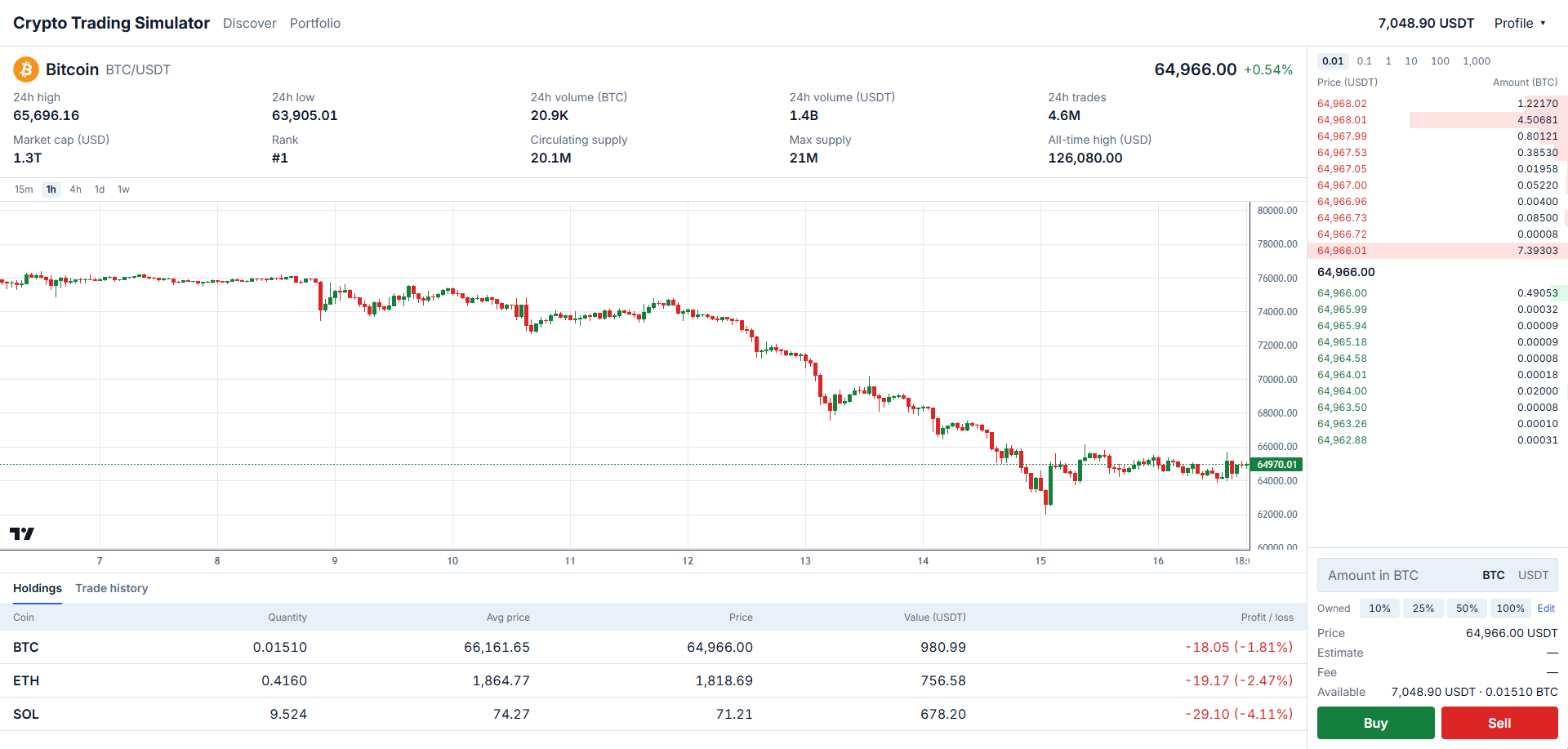 Crypto Trading Simulator Discover Portfolio 7,048.90 USDT Profile
Bitcoin BTC/USDT 64,966.00 +0.54%
24h high 24h low 24h volume (BTC) 24h volume (USDT) 24h trades
65,696.16 63,905.01 20.9K 1.4B 4.6M
Market cap (USD) Rank Circulating supply Max supply All-time high (USD)
1.3T #1 20.1M 21M 126,080.00
15m 1h 4h 1d 1w
80000.00
78000.00
76000.00
74000.00
72000.00
70000.00
68000.00
66000.00
64970.01
64000.00
62000.00
60000.00
7 8 9 10 11 12 13 14 15 16 18:
Holdings Trade history
Coin Quantity Avg price Price Value (USDT) Profit / loss
BTC 0.01510 66,161.65 64,966.00 980.99 -18.05 (-1.81%)
ETH 0.4160 1,864.77 1,818.69 756.58 -19.17 (-2.47%)
SOL 9.524 74.27 71.21 678.20 -29.10 (-4.11%)
0.01 0.1 1 10 100 1,000
Price (USDT) Amount (BTC)
64,968.02 1.22170
64,968.01 4.50681
64,967.99 0.80121
64,967.53 0.38530
64,967.05 0.01958
64,967.00 0.05220
64,966.96 0.00400
64,966.73 0.08500
64,966.72 0.00008
64,966.01 7.39303
64,966.00
64,966.00 0.49053
64,965.99 0.00032
64,965.94 0.00009
64,965.18 0.00009
64,964.58 0.00008
64,964.01 0.00018
64,964.00 0.02000
64,963.50 0.00008
64,963.26 0.00010
64,962.88 0.00031
Amount in BTC BTC USDT
Owned 10% 25% 50% 100% Edit
Price 64,966.00 USDT
Estimate —
Fee —
Available 7,048.90 USDT · 0.01510 BTC
Buy Sell